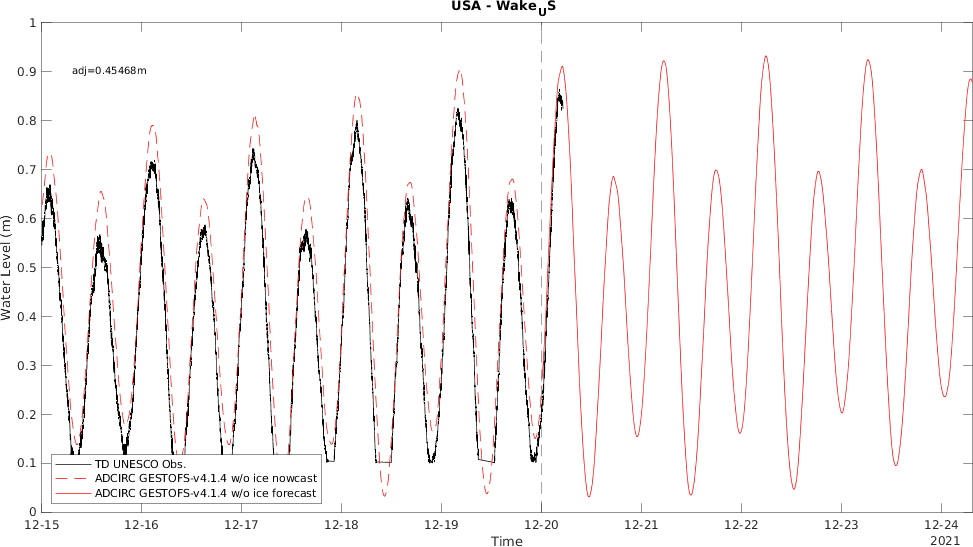 USA - Wake_US
adj=0.45468m
1
0.9
0.8
0.7
0.6
0.5
0.4
0.3
0.2
0.1
0
Water Level (m)
TD UNESCO Obs.
ADCIRC GESTOFS-v4.1.4 w/o ice nowcast
ADCIRC GESTOFS-v4.1.4 w/o ice forecast
12-15 12-16 12-17 12-18 12-19 12-20 12-21 12-22 12-23 12-24
Time
2021